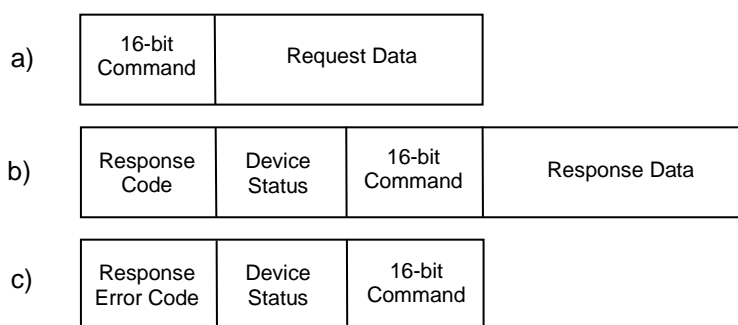 a)
16-bit
Command
Request Data
b)
Response
Code
Device
Status
16-bit
Command
Response Data
c)
Response
Error Code
Device
Status
16-bit
Command